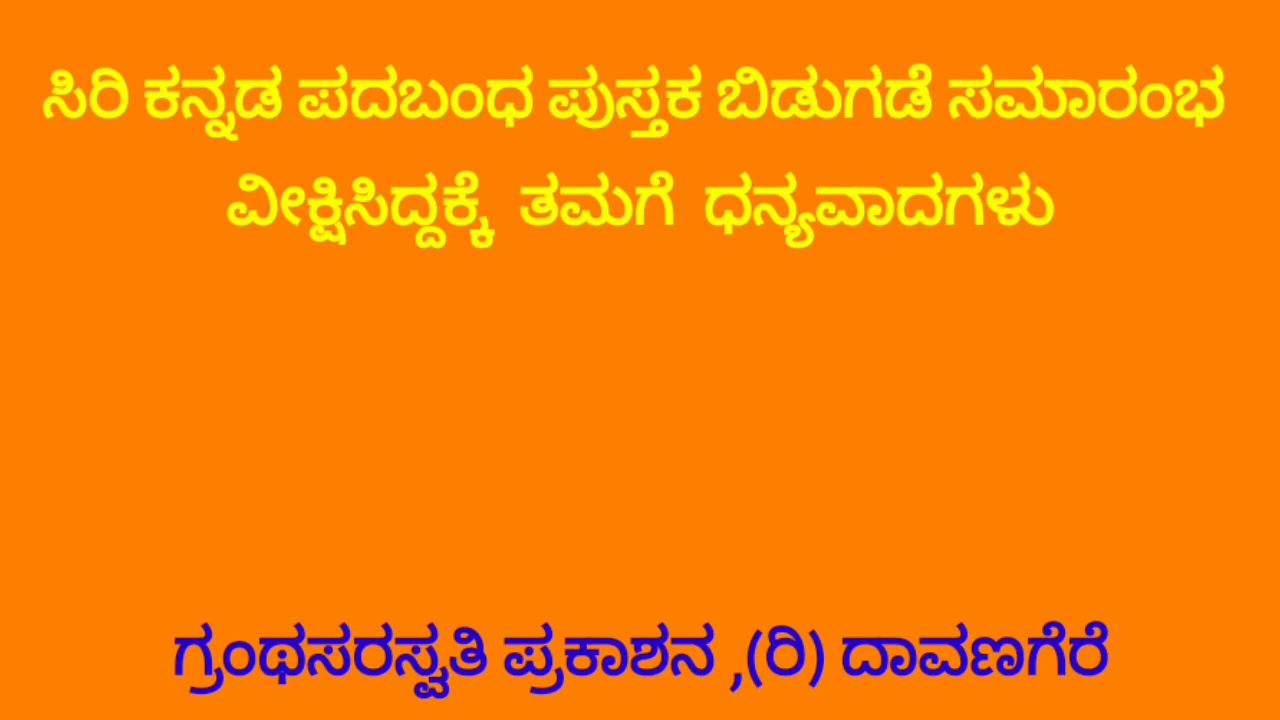 ಸಿರಿ ಕನ್ನಡ ಪದಬಂಧ ಪುಸ್ತಕ ಬಿಡುಗಡೆ ಸಮಾರಂಭ
ವೀಕ್ಷಿಸಿದ್ದಕ್ಕೆ ತಮಗೆ ಧನ್ಯವಾದಗಳು
ಗ್ರಂಥಸರಸ್ವತಿ ಪ್ರಕಾಶನ ,(ರಿ) ದಾವಣಗೆರೆ